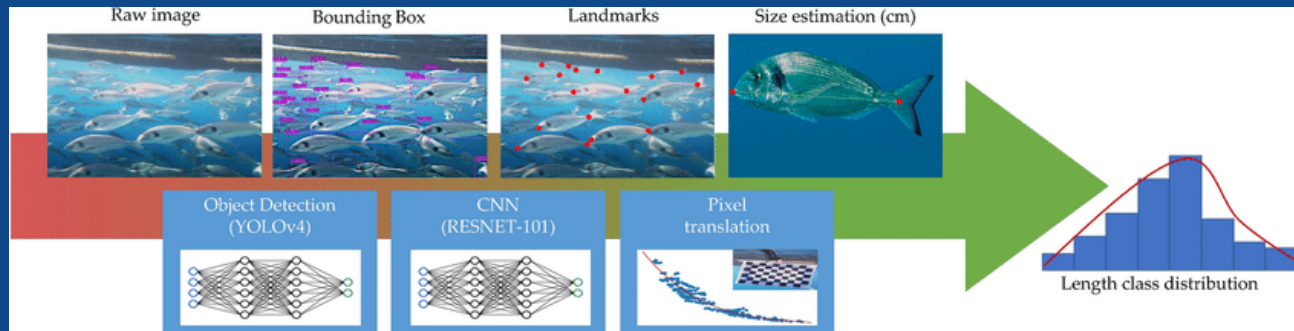 Raw image
Bounding Box
Landmarks
Size estimation (cm)
Object Detection
(YOLOv4)
CNN
(RESNET-101)
Pixel
translation
Length class distribution